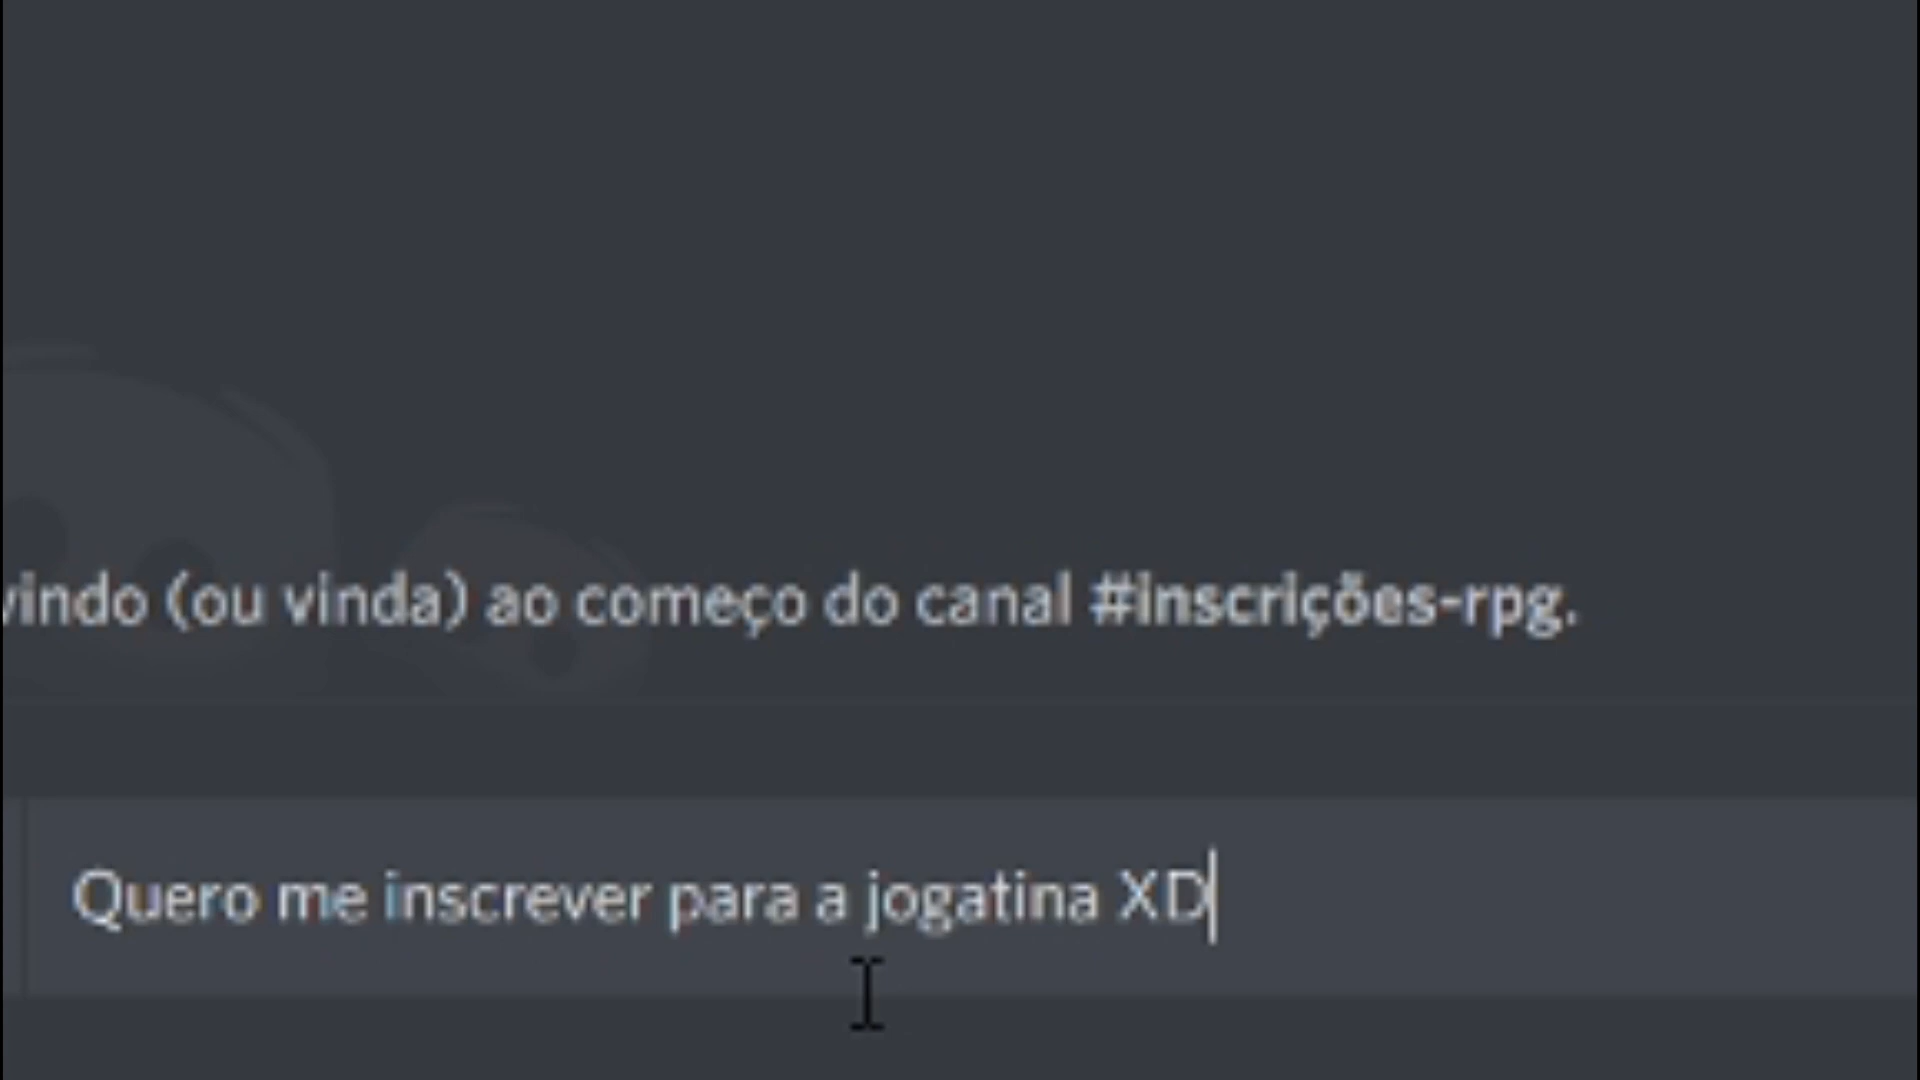 vindo (ou vinda) ao começo do canal #inscrições-rpg.
Quero me inscrever para a jogatina XD